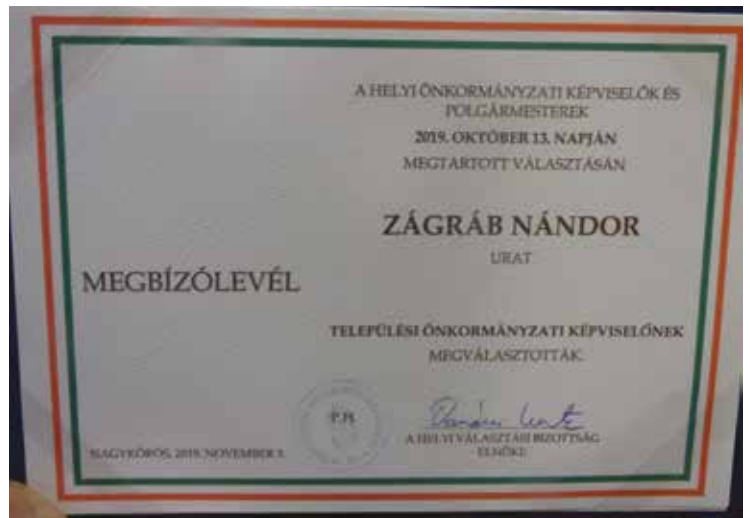 MEGBÍZÓLEVÉL
A HELYI ÖNKORMÁNYZATI KÉPVISELŐK ÉS
POLGÁRMESTEREK
2019. OKTÓBER 13. NAPJÁN
MEGTARTOTT VÁLASZTÁSÁN
ZÁGRÁB NÁNDOR
URAT
TELEPÜLÉSI ÖNKORMÁNYZATI KÉPVISELŐNEK
MEGVÁLASZTOTTÁK.
P.H.
A HELYI VÁLASZTÁSI BIZOTTSÁG
ELNÖKE
NAGYKŐRÖS, 2019. NOVEMBER